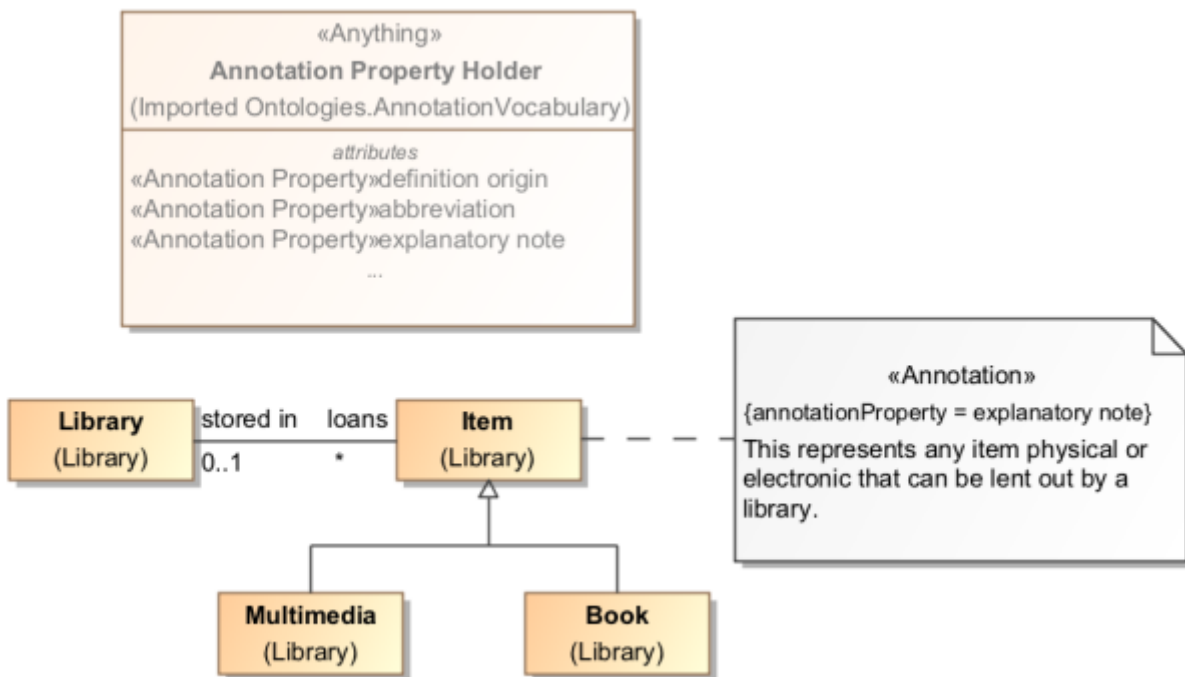 «Anything»
Annotation Property Holder
(Imported Ontologies.AnnotationVocabulary)
attributes
«Annotation Property»definition origin
«Annotation Property»abbreviation
«Annotation Property»explanatory note
...
«Annotation»
{annotationProperty = explanatory note}
This represents any item physical or
electronic that can be lent out by a
library.
Library
(Library)
stored in
loans
0..1
*
Item
(Library)
Multimedia
(Library)
Book
(Library)